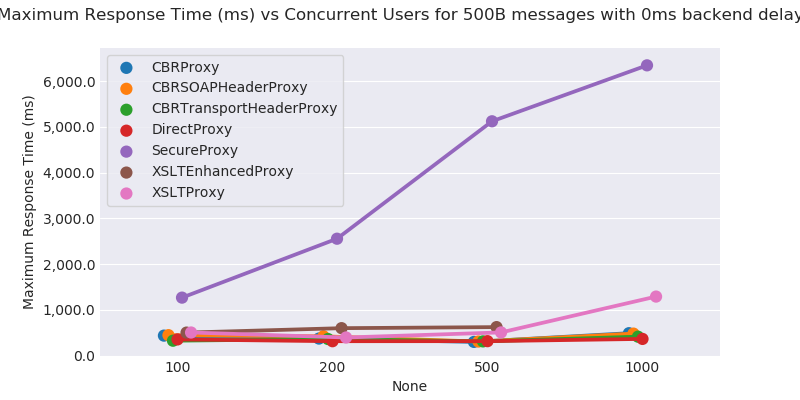 Maximum Response Time (ms) vs Concurrent Users for 500B messages with 0ms backend delay
CBRProxy
CBRSOAPHeaderProxy
CBRTransportHeaderProxy
DirectProxy
SecureProxy
XSLTEnhancedProxy
XSLTProxy
Maximum Response Time (ms)
6,000.0
5,000.0
4,000.0
3,000.0
2,000.0
1,000.0
0.0
100 200 500 1000
None